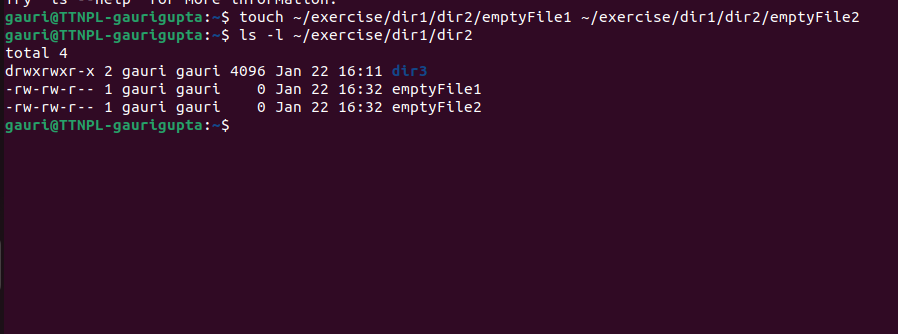 gauri@TTNPL-gaurigupta:~$ touch ~/exercise/dir1/dir2/emptyFile1 ~/exercise/dir1/dir2/emptyFile2
gauri@TTNPL-gaurigupta:~$ ls -l ~/exercise/dir1/dir2
total 4
drwxrwxr-x 2 gauri gauri 4096 Jan 22 16:11 dir3
-rw-rw-r-- 1 gauri gauri    0 Jan 22 16:32 emptyFile1
-rw-rw-r-- 1 gauri gauri    0 Jan 22 16:32 emptyFile2
gauri@TTNPL-gaurigupta:~$